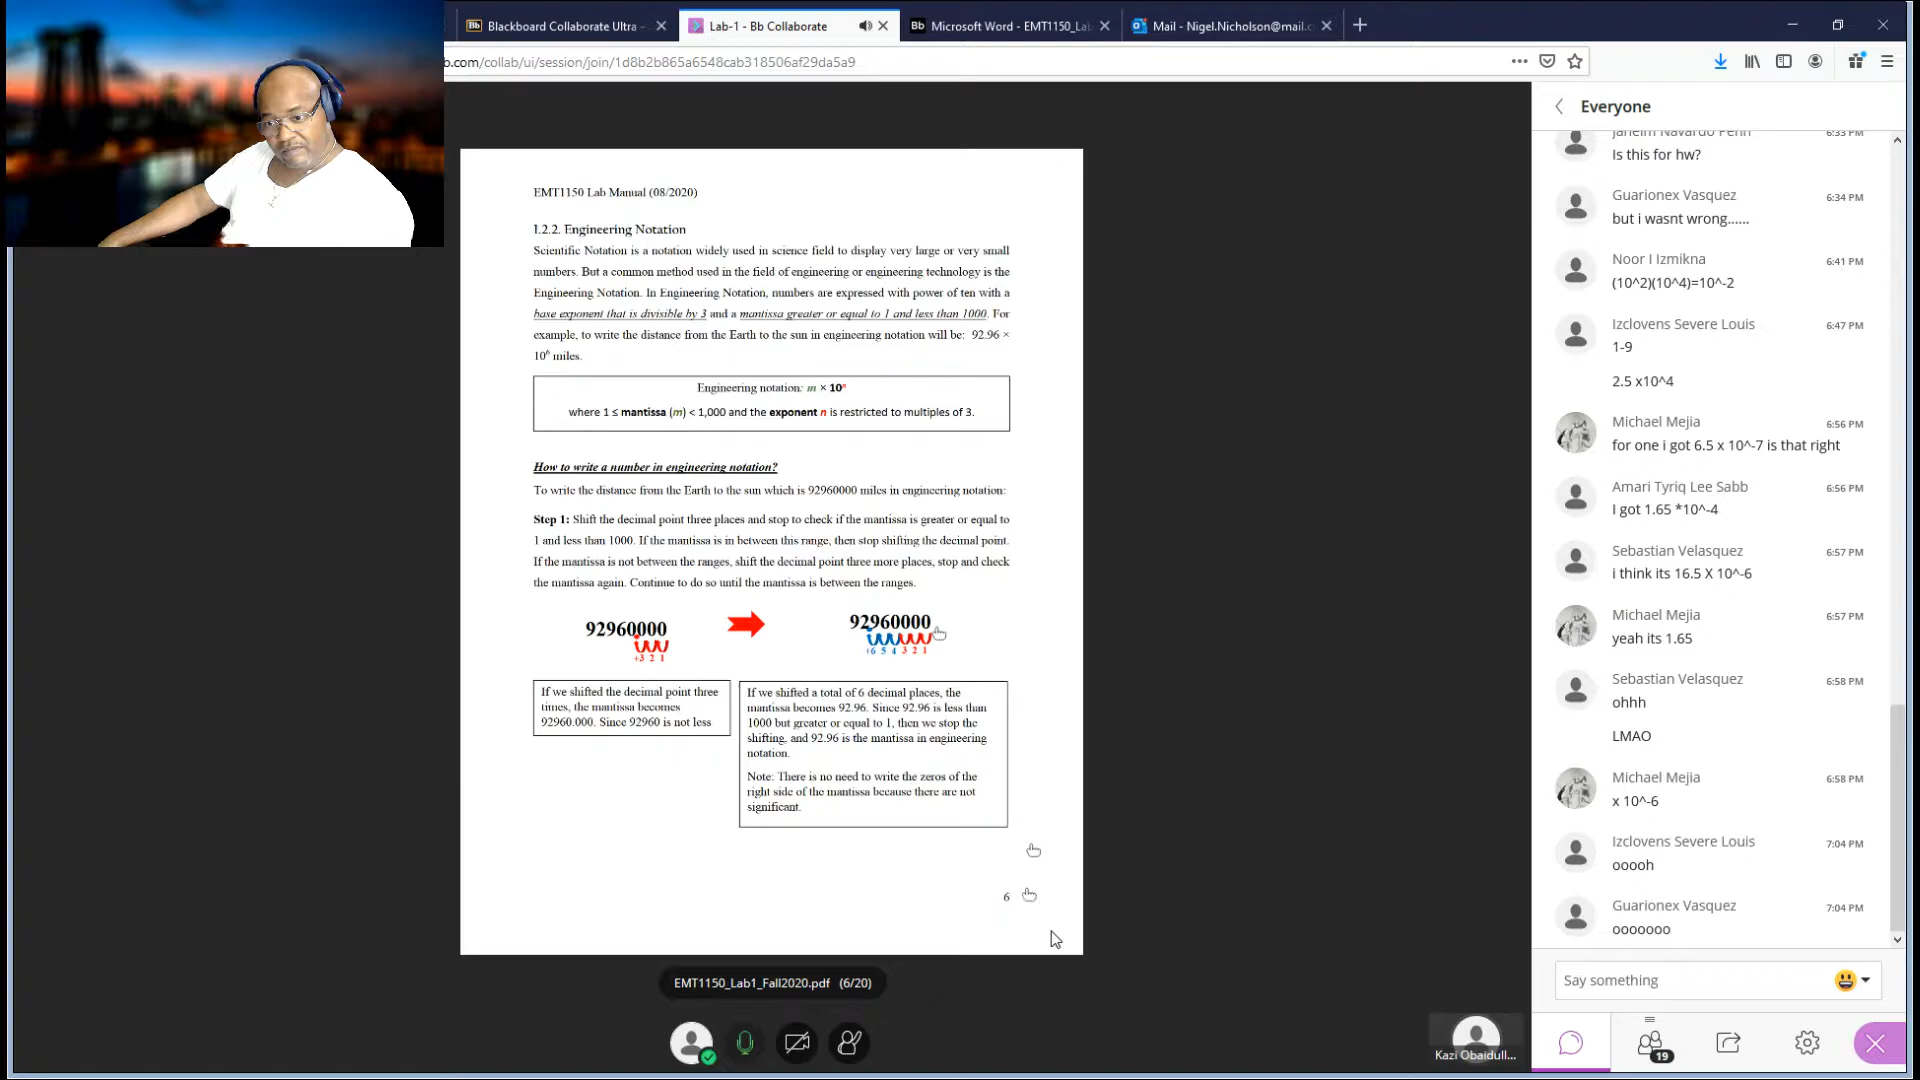 Blackboard Collaborate Ultra –
Lab-1 - Bb Collaborate
Microsoft Word - EMT1150_La
Mail - Nigel.Nicholson@mail.c
b.com/collab/ui/session/join/1d8b2b865a6548cab318506af29da5a9
EMT1150 Lab Manual (08/2020)
1.2.2. Engineering Notation
Scientific Notation is a notation widely used in science field to display very large or very small
numbers. But a common method used in the field of engineering or engineering technology is the
Engineering Notation. In Engineering Notation, numbers are expressed with power of ten with a
base exponent that is divisible by 3 and a mantissa greater or equal to 1 and less than 1000. For
example, to write the distance from the Earth to the sun in engineering notation will be: 92.96 ×
10⁶ miles.
Engineering notation: m × 10ⁿ
where 1 ≤ mantissa (m) < 1,000 and the exponent n is restricted to multiples of 3.
How to write a number in engineering notation?
To write the distance from the Earth to the sun which is 92960000 miles in engineering notation:
Step 1: Shift the decimal point three places and stop to check if the mantissa is greater or equal to
1 and less than 1000. If the mantissa is in between this range, then stop shifting the decimal point.
If the mantissa is not between the ranges, shift the decimal point three more places, stop and check
the mantissa again. Continue to do so until the mantissa is between the ranges.
92960000
+3 2 1
92960000
+6 5 4 3 2 1
If we shifted the decimal point three
times, the mantissa becomes
92960.000. Since 92960 is not less
If we shifted a total of 6 decimal places, the
mantissa becomes 92.96. Since 92.96 is less than
1000 but greater or equal to 1, then we stop the
shifting, and 92.96 is the mantissa in engineering
notation.
Note: There is no need to write the zeros of the
right side of the mantissa because there are not
significant.
6
EMT1150_Lab1_Fall2020.pdf (6/20)
Kazi Obaidull...
Everyone
Janeim Navardo Penn 6:33 PM
Is this for hw?
Guarionex Vasquez 6:34 PM
but i wasnt wrong......
Noor I Izmikna 6:41 PM
(10^2)(10^4)=10^-2
Izclovens Severe Louis 6:47 PM
1-9
2.5 x10^4
Michael Mejia 6:56 PM
for one i got 6.5 x 10^-7 is that right
Amari Tyriq Lee Sabb 6:56 PM
I got 1.65 *10^-4
Sebastian Velasquez 6:57 PM
i think its 16.5 X 10^-6
Michael Mejia 6:57 PM
yeah its 1.65
Sebastian Velasquez 6:58 PM
ohhh
LMAO
Michael Mejia 6:58 PM
x 10^-6
Izclovens Severe Louis 7:04 PM
ooooh
Guarionex Vasquez 7:04 PM
ooooooo
Say something
19